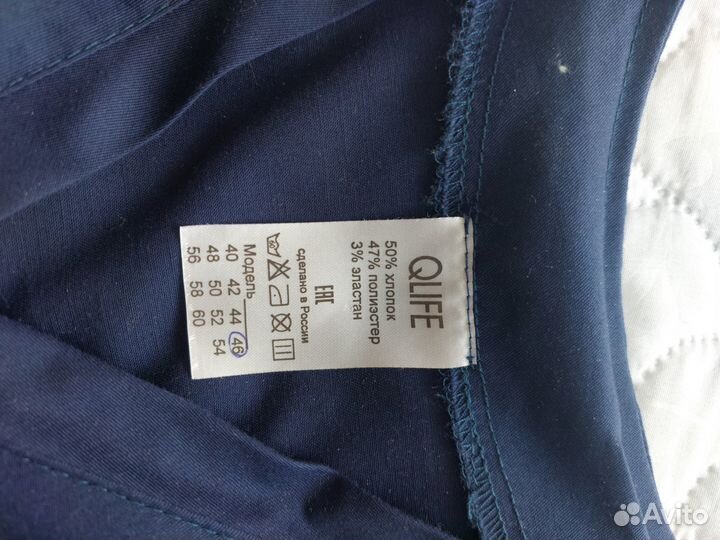 QLIFE
50% хлопок
47% полиэстер
3% эластан
EAC
сделано в России
Модель
40 42 44 46
48 50 52 54
56 58 60
Avito